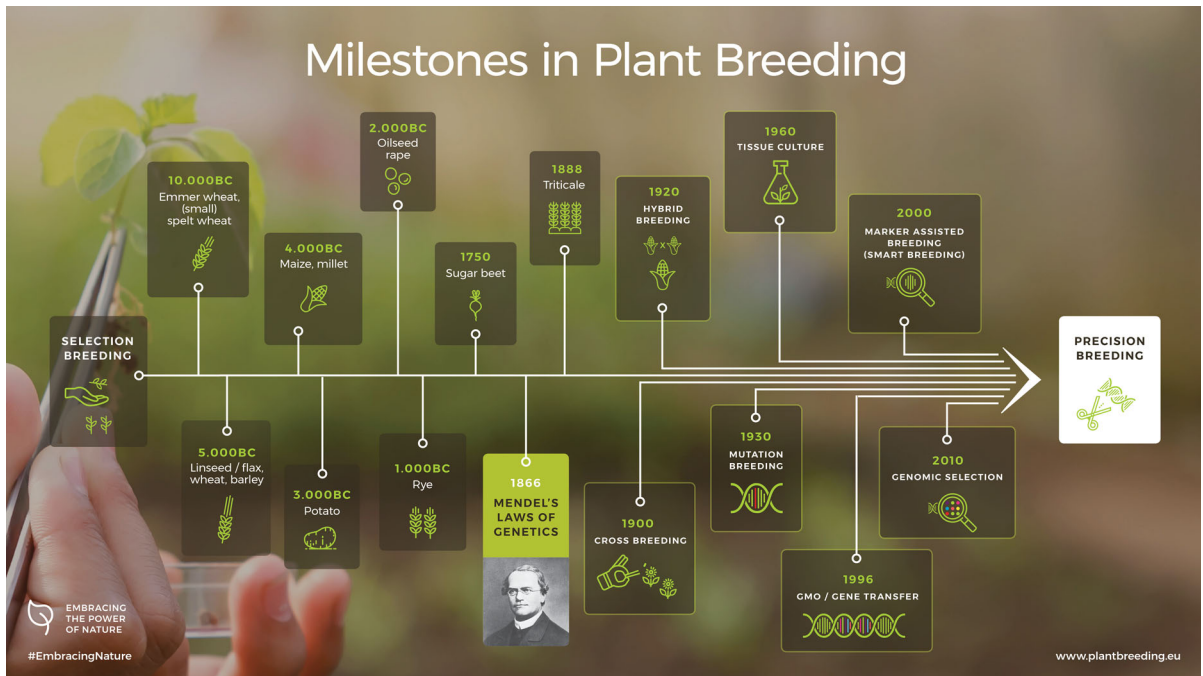 Milestones in Plant Breeding
SELECTION
BREEDING
10.000BC
Emmer wheat,
(small)
spelt wheat
5.000BC
Linseed / flax,
wheat, barley
4.000BC
Maize, millet
3.000BC
Potato
2.000BC
Oilseed
rape
1.000BC
Rye
1750
Sugar beet
1866
MENDEL'S
LAWS OF
GENETICS
1888
Triticale
1900
CROSS BREEDING
1920
HYBRID
BREEDING
x
1930
MUTATION
BREEDING
1960
TISSUE CULTURE
1996
GMO / GENE TRANSFER
2000
MARKER ASSISTED
BREEDING
(SMART BREEDING)
2010
GENOMIC SELECTION
PRECISION
BREEDING
EMBRACING
THE POWER
OF NATURE
#EmbracingNature
www.plantbreeding.eu